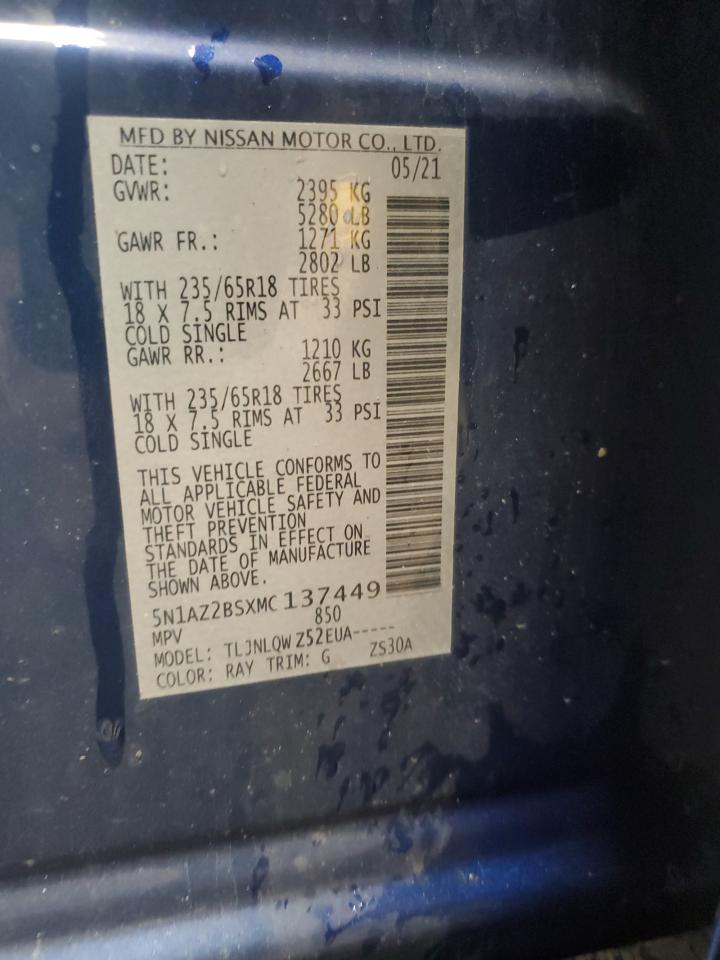 MFD BY NISSAN MOTOR CO., LTD.
DATE: 05/21
GVWR: 2395 KG
5280 LB
GAWR FR.: 1271 KG
2802 LB
WITH 235/65R18 TIRES
18 X 7.5 RIMS AT 33 PSI
COLD SINGLE
GAWR RR.: 1210 KG
2667 LB
WITH 235/65R18 TIRES
18 X 7.5 RIMS AT 33 PSI
COLD SINGLE
THIS VEHICLE CONFORMS TO
ALL APPLICABLE FEDERAL
MOTOR VEHICLE SAFETY AND
THEFT PREVENTION
STANDARDS IN EFFECT ON
THE DATE OF MANUFACTURE
SHOWN ABOVE.
5N1AZ2BSXMC137449
MPV 850
MODEL: TLJNLQWZ52EUA-----
COLOR: RAY TRIM: G ZS30A